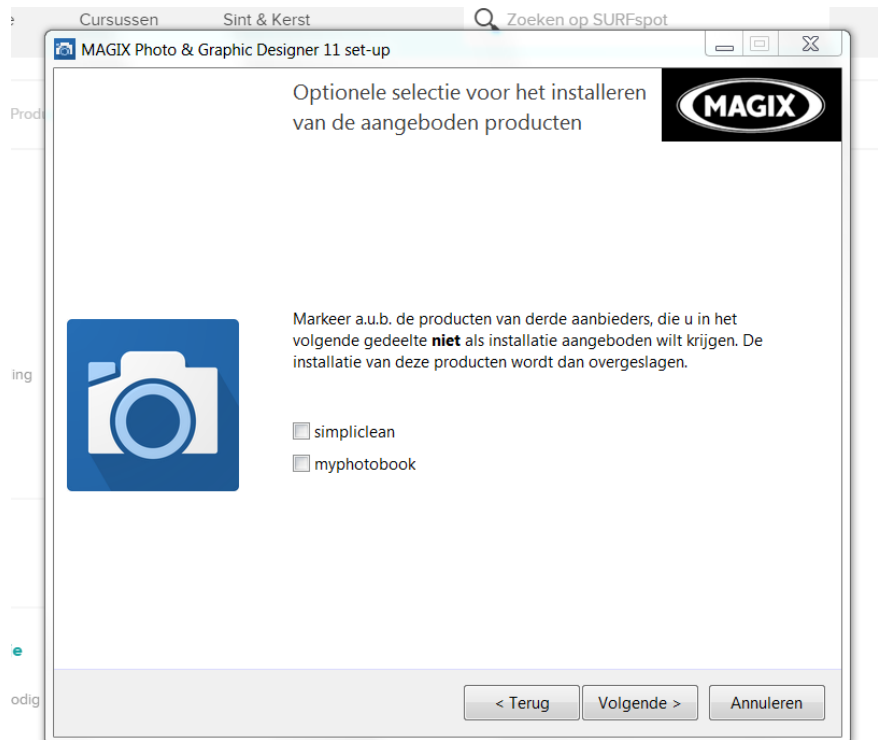 Cursussen
Sint & Kerst
Zoeken op SURFspot
MAGIX Photo & Graphic Designer 11 set-up
Optionele selectie voor het installeren
van de aangeboden producten
MAGIX
Markeer a.u.b. de producten van derde aanbieders, die u in het
volgende gedeelte niet als installatie aangeboden wilt krijgen. De
installatie van deze producten wordt dan overgeslagen.
ing
simpliclean
myphotobook
odig
< Terug
Volgende >
Annuleren